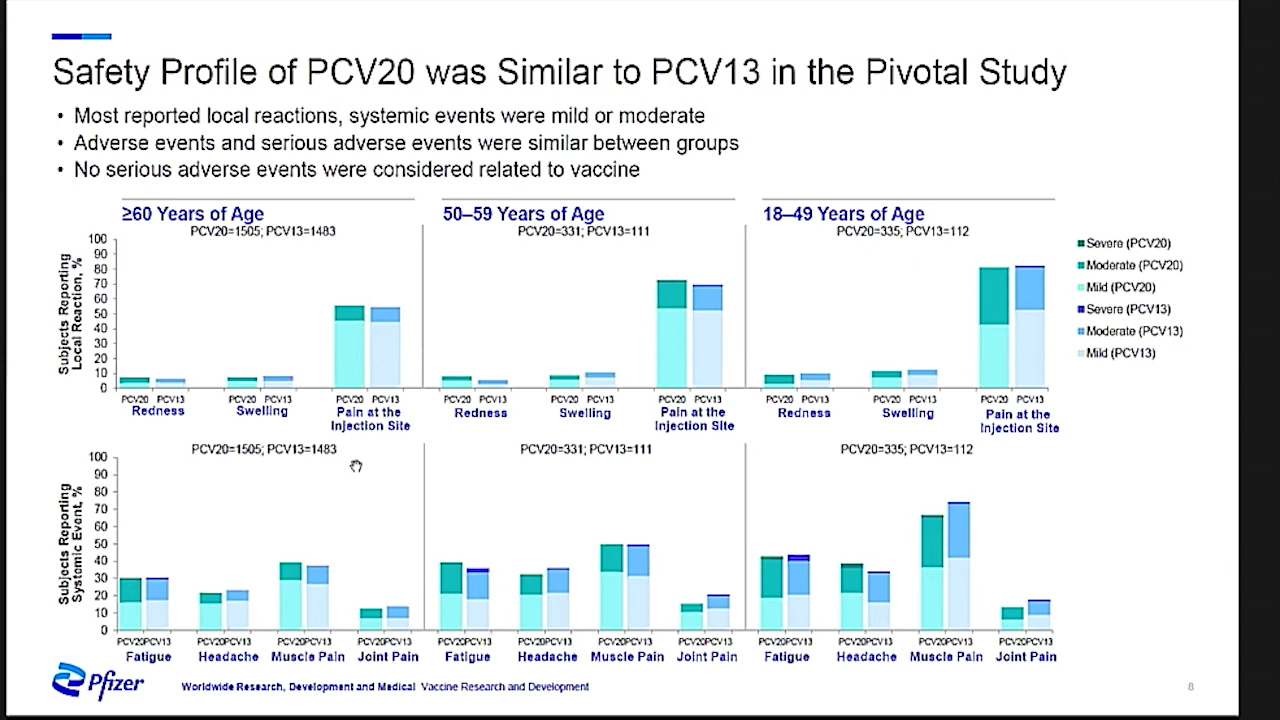 Safety Profile of PCV20 was Similar to PCV13 in the Pivotal Study
• Most reported local reactions, systemic events were mild or moderate
• Adverse events and serious adverse events were similar between groups
• No serious adverse events were considered related to vaccine
≥60 Years of Age
PCV20=1505; PCV13=1483
50–59 Years of Age
PCV20=331; PCV13=111
18–49 Years of Age
PCV20=335; PCV13=112
Subjects Reporting
Local Reaction, %
100
90
80
70
60
50
40
30
20
10
0
PCV20 PCV13 PCV20 PCV13 PCV20 PCV13 PCV20 PCV13 PCV20 PCV13 PCV20 PCV13 PCV20 PCV13 PCV20 PCV13 PCV20 PCV13
Redness Swelling Pain at the Redness Swelling Pain at the Redness Swelling Pain at the
Injection Site Injection Site Injection Site
Severe (PCV20)
Moderate (PCV20)
Mild (PCV20)
Severe (PCV13)
Moderate (PCV13)
Mild (PCV13)
PCV20=1505; PCV13=1483
PCV20=331; PCV13=111
PCV20=335; PCV13=112
Subjects Reporting
Systemic Event, %
100
90
80
70
60
50
40
30
20
10
0
PCV20PCV13 PCV20PCV13 PCV20PCV13 PCV20PCV13 PCV20PCV13 PCV20PCV13 PCV20PCV13 PCV20PCV13 PCV20PCV13 PCV20PCV13 PCV20PCV13 PCV20PCV13
Fatigue Headache Muscle Pain Joint Pain Fatigue Headache Muscle Pain Joint Pain Fatigue Headache Muscle Pain Joint Pain
Pfizer
Worldwide Research, Development and Medical Vaccine Research and Development
8